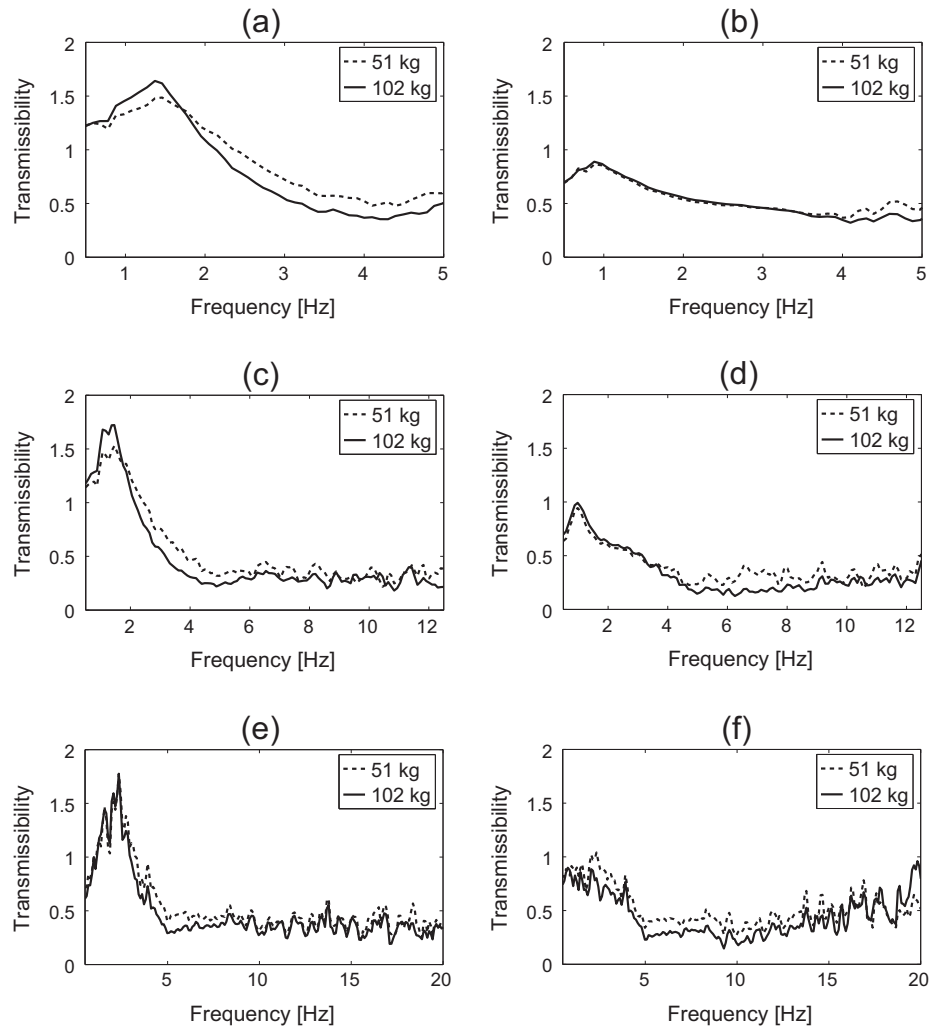 (a)
2
1.5
1
0.5
0
Transmissibility
51 kg
102 kg
1 2 3 4 5
Frequency [Hz]
(b)
2
1.5
1
0.5
0
Transmissibility
51 kg
102 kg
1 2 3 4 5
Frequency [Hz]
(c)
2
1.5
1
0.5
0
Transmissibility
51 kg
102 kg
2 4 6 8 10 12
Frequency [Hz]
(d)
2
1.5
1
0.5
0
Transmissibility
51 kg
102 kg
2 4 6 8 10 12
Frequency [Hz]
(e)
2
1.5
1
0.5
0
Transmissibility
51 kg
102 kg
5 10 15 20
Frequency [Hz]
(f)
2
1.5
1
0.5
0
Transmissibility
51 kg
102 kg
5 10 15 20
Frequency [Hz]